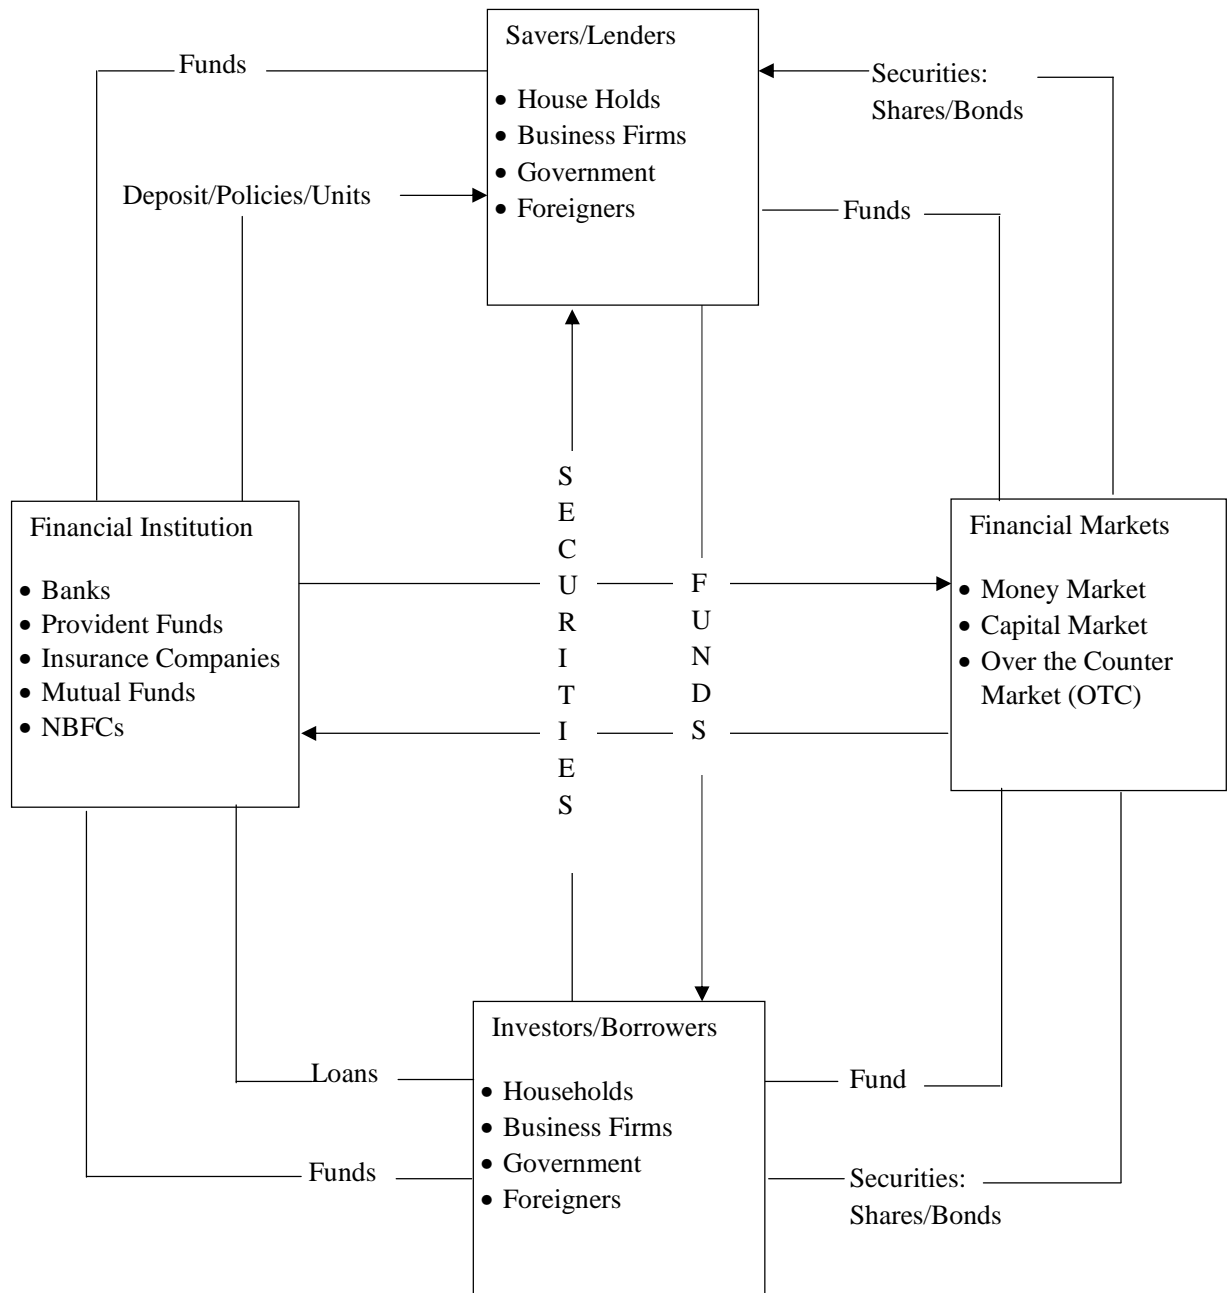 Savers/Lenders
Funds
Securities:
Shares/Bonds
• House Holds
• Business Firms
• Government
• Foreigners
Deposit/Policies/Units
Funds
SECURITIES
FUNDS
Financial Institution
• Banks
• Provident Funds
• Insurance Companies
• Mutual Funds
• NBFCs
Financial Markets
• Money Market
• Capital Market
• Over the Counter
Market (OTC)
Investors/Borrowers
• Households
• Business Firms
• Government
• Foreigners
Loans
Funds
Fund
Securities:
Shares/Bonds